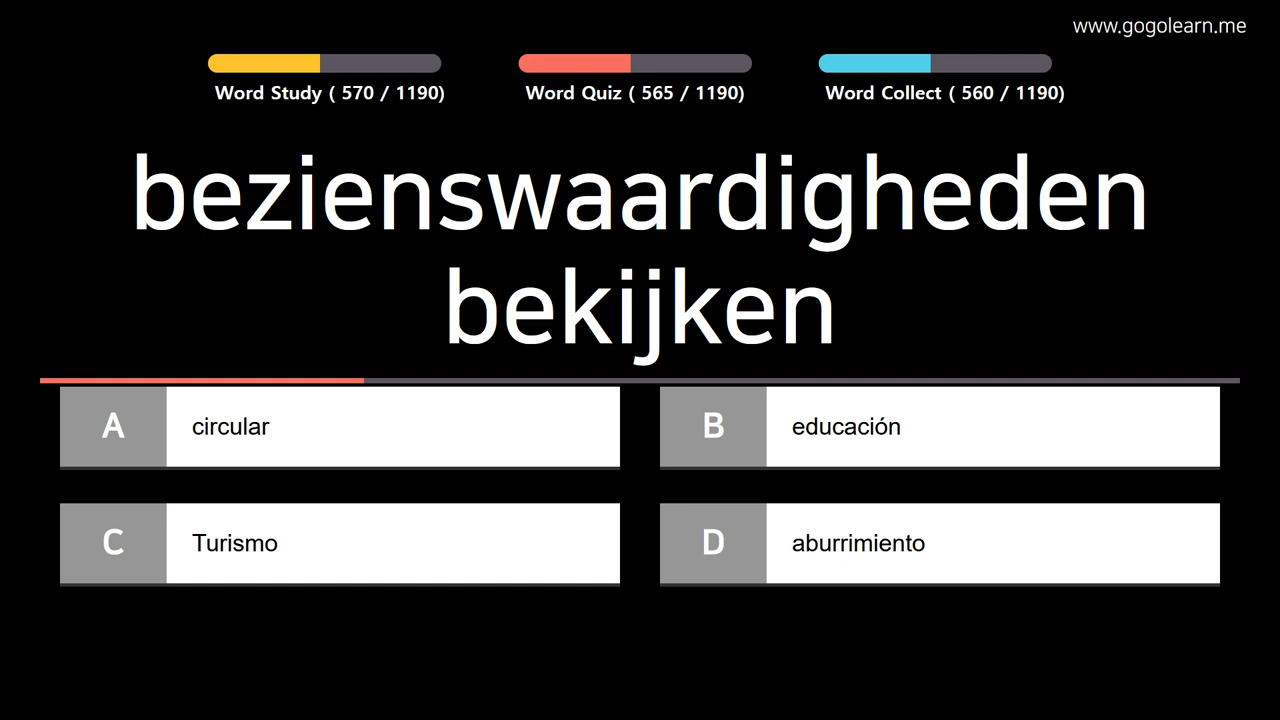 www.gogolearn.me
Word Study ( 570 / 1190)
Word Quiz ( 565 / 1190)
Word Collect ( 560 / 1190)
bezienswaardigheden
bekijken
A
circular
B
educación
C
Turismo
D
aburrimiento